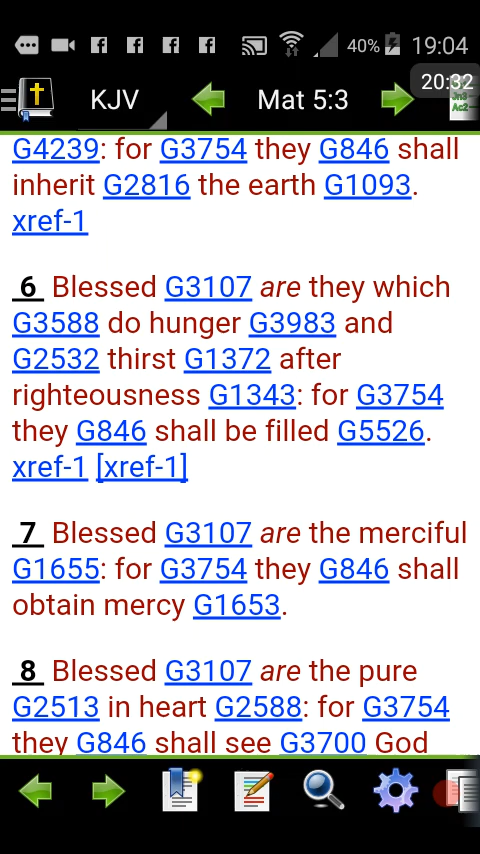 40% 19:04
20:32
KJV Mat 5:3
Jn3
Ac2
G4239: for G3754 they G846 shall
inherit G2816 the earth G1093.
xref-1
6 Blessed G3107 are they which
G3588 do hunger G3983 and
G2532 thirst G1372 after
righteousness G1343: for G3754
they G846 shall be filled G5526.
xref-1 [xref-1]
7 Blessed G3107 are the merciful
G1655: for G3754 they G846 shall
obtain mercy G1653.
8 Blessed G3107 are the pure
G2513 in heart G2588: for G3754
they G846 shall see G3700 God